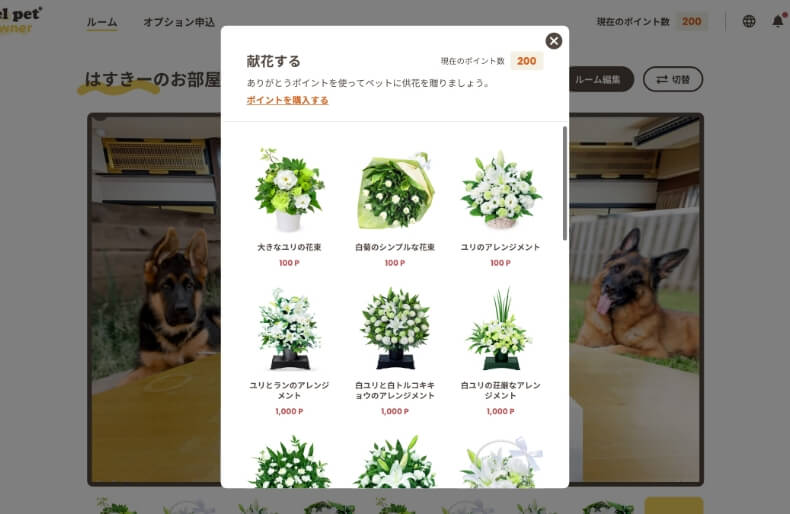 el pet
owner
ルーム
オプション申込
現在のポイント数 200
はすきーのお部屋
ルーム編集
切替
献花する
現在のポイント数 200
ありがとうポイントを使ってペットに供花を贈りましょう。
ポイントを購入する
大きなユリの花束
100 P
白菊のシンプルな花束
100 P
ユリのアレンジメント
100 P
ユリとランのアレンジ
メント
1,000 P
白ユリと白トルコキキ
ョウのアレンジメント
1,000 P
白ユリの荘厳なアレン
ジメント
1,000 P